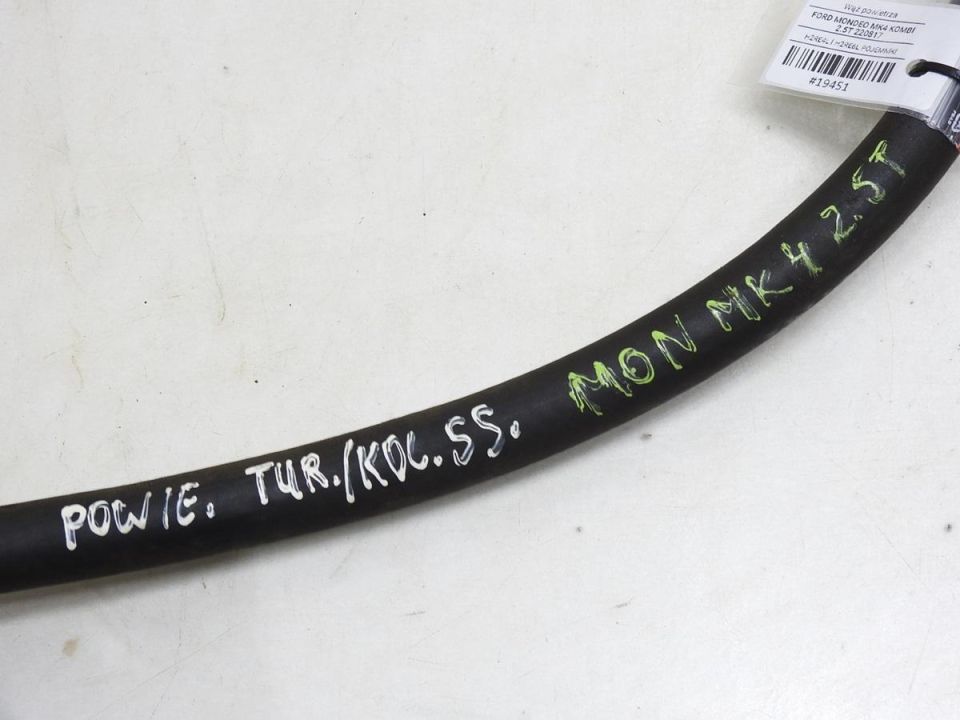 Wąż powietrza
FORD MONDEO MK4 KOMBI
2.5T 220817
#19451
MON MK4 2.5T
POWIE. TUR./KOL.SS.